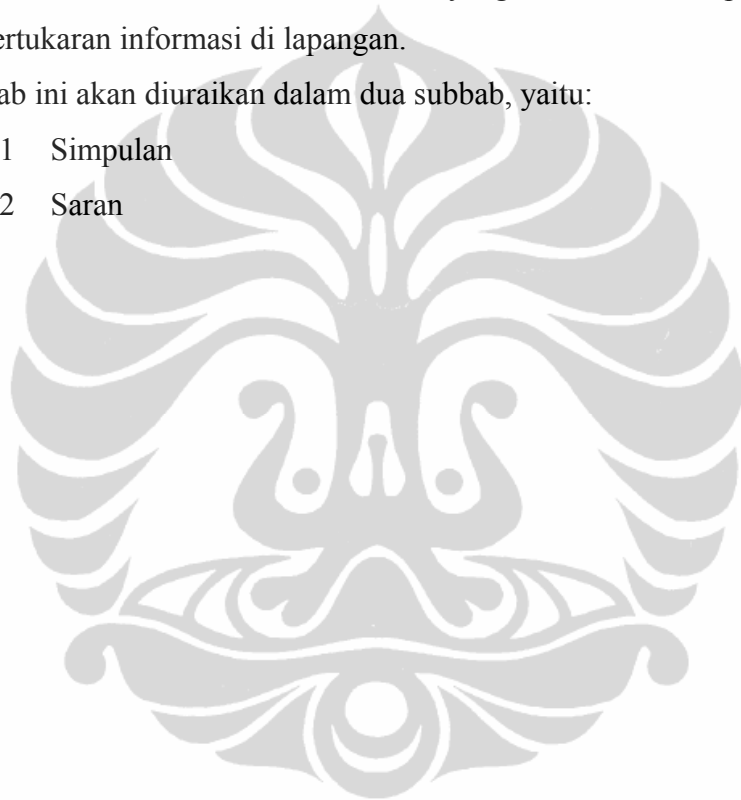 ertukaran informasi di lapangan.
ab ini akan diuraikan dalam dua subbab, yaitu:
1 Simpulan
2 Saran